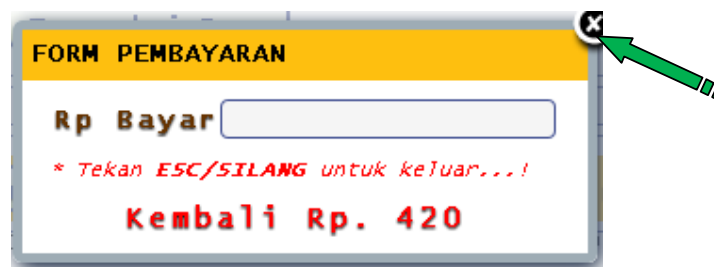 FORM PEMBAYARAN
Rp Bayar
* Tekan ESC/SILANG untuk keluar...!
Kembali Rp. 420